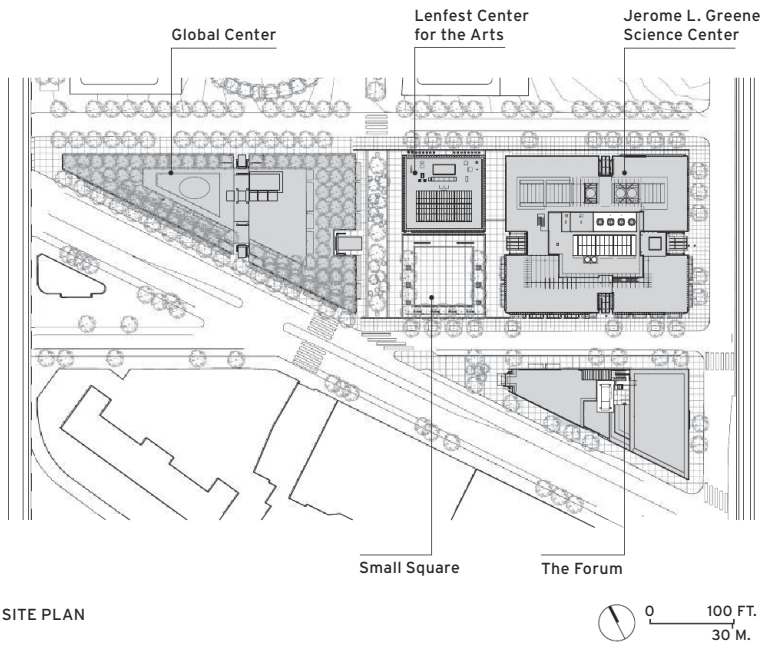 Global Center
Lenfest Center
for the Arts
Jerome L. Greene
Science Center
Small Square
The Forum
SITE PLAN
0 100 FT.
30 M.